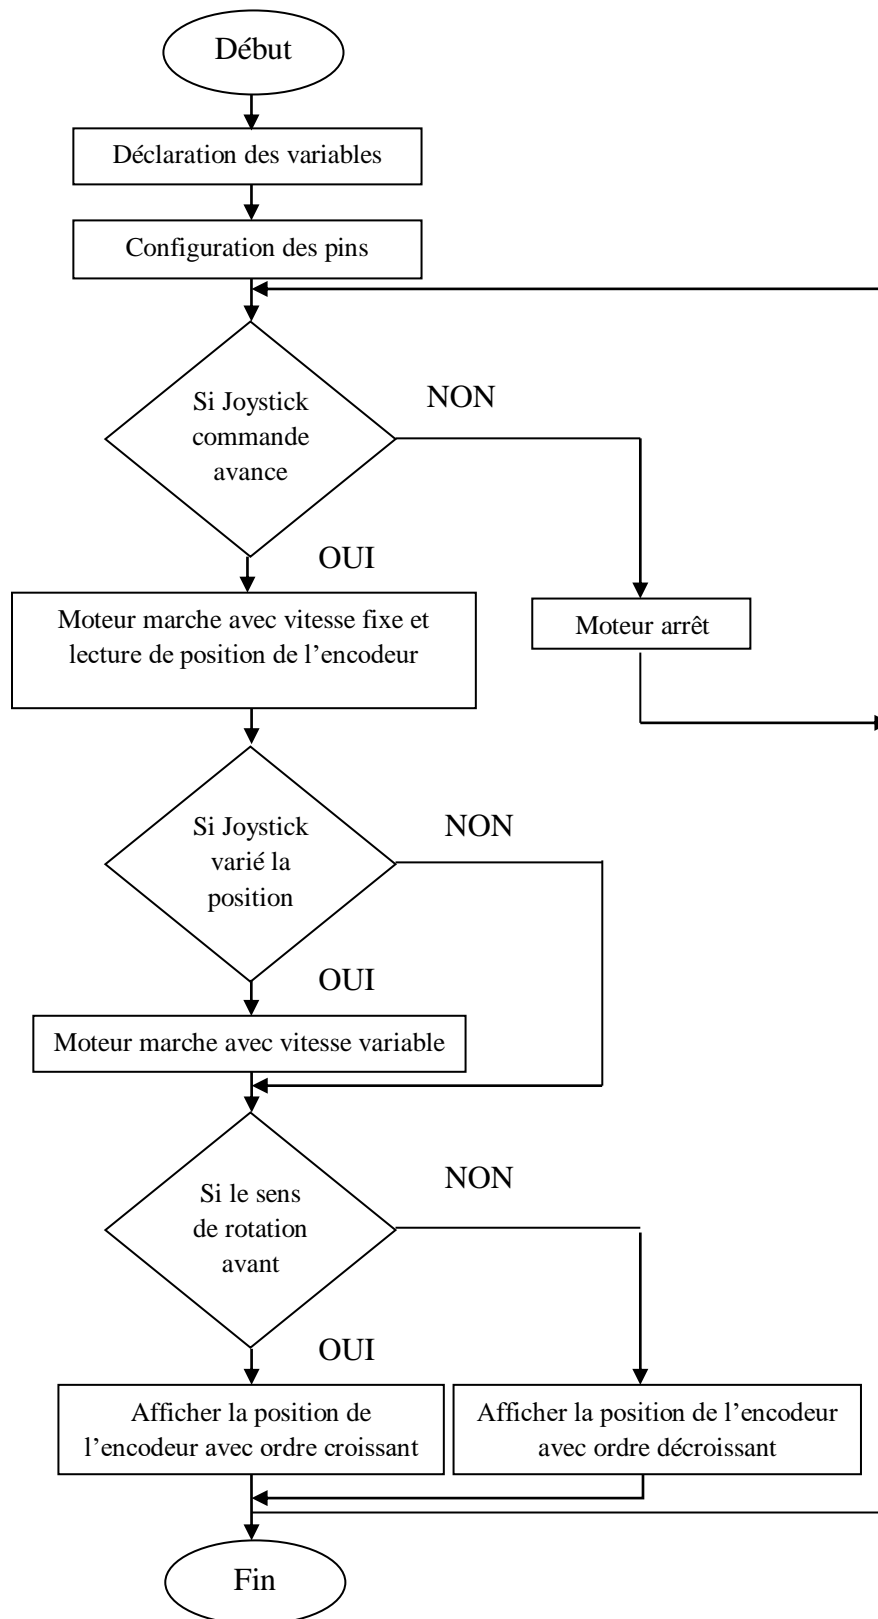 Début
Déclaration des variables
Configuration des pins
Si Joystick
commande
avance
NON
OUI
Moteur marche avec vitesse fixe et
lecture de position de l’encodeur
Moteur arrêt
Si Joystick
varié la
position
NON
OUI
Moteur marche avec vitesse variable
Si le sens
de rotation
avant
NON
OUI
Afficher la position de
l’encodeur avec ordre croissant
Afficher la position de l’encodeur
avec ordre décroissant
Fin